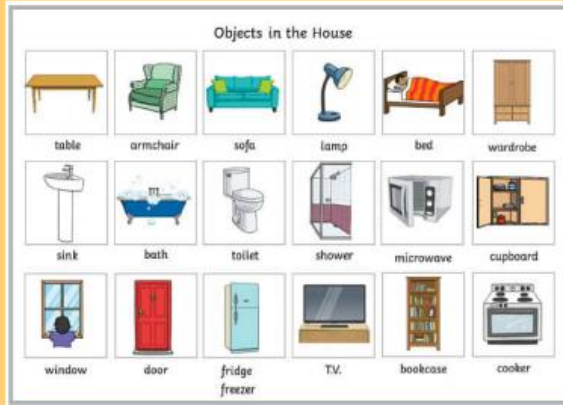 Objects in the House
table armchair sofa lamp bed wardrobe
sink bath toilet shower microwave cupboard
window door fridge T.V. bookcase cooker
freezer